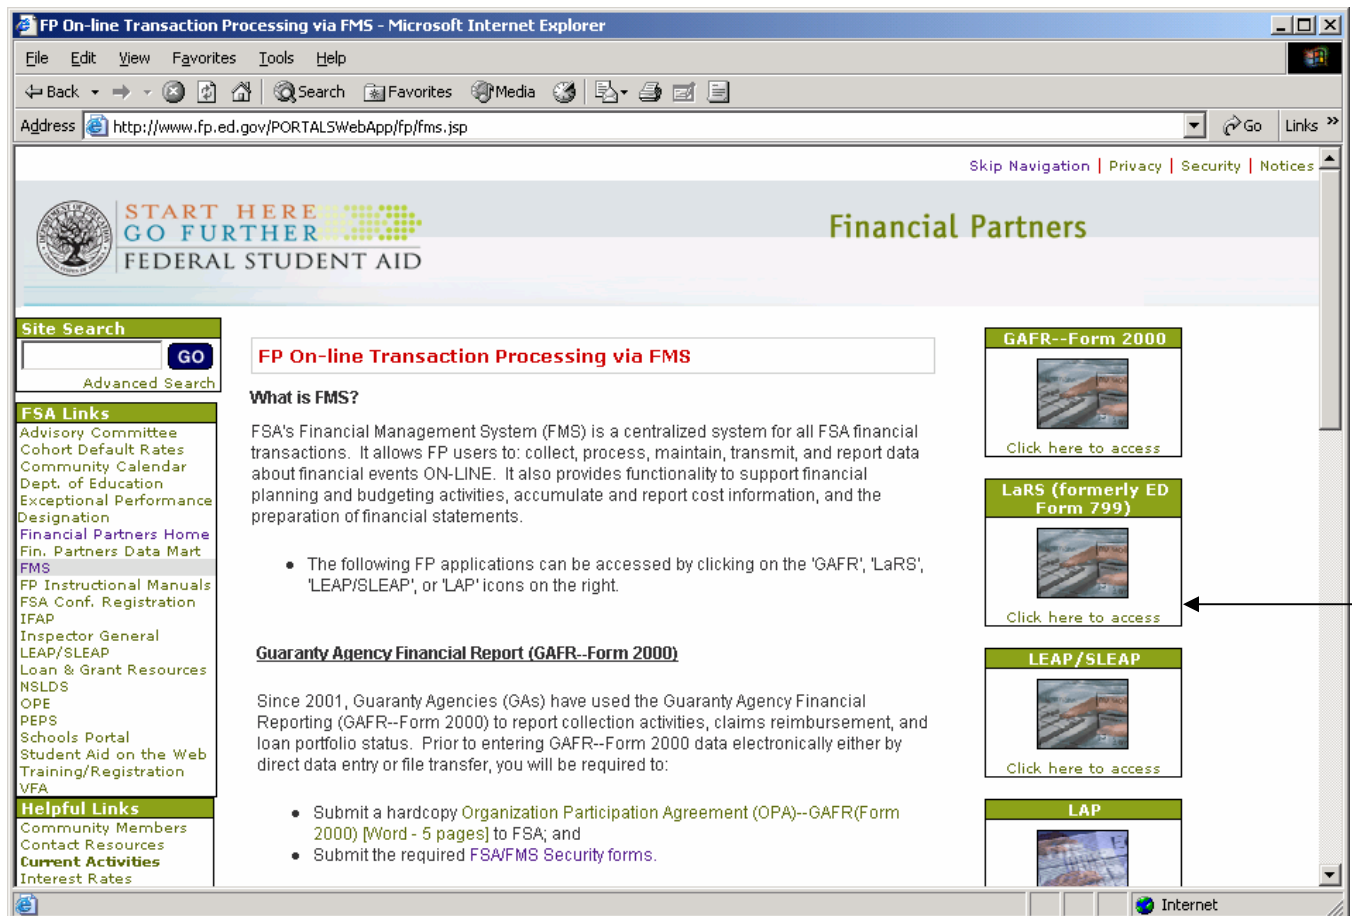 FP On-line Transaction Processing via FMS - Microsoft Internet Explorer
File Edit View Favorites Tools Help
Back Search Favorites Media
Address http://www.fp.ed.gov/PORTALSWebApp/fp/fms.jsp Go Links »
Skip Navigation | Privacy | Security | Notices
START HERE
GO FURTHER
FEDERAL STUDENT AID
Financial Partners
Site Search
GO
Advanced Search
FSA Links
Advisory Committee
Cohort Default Rates
Community Calendar
Dept. of Education
Exceptional Performance
Designation
Financial Partners Home
Fin. Partners Data Mart
FMS
FP Instructional Manuals
FSA Conf. Registration
IFAP
Inspector General
LEAP/SLEAP
Loan & Grant Resources
NSLDS
OPE
PEPS
Schools Portal
Student Aid on the Web
Training/Registration
VFA
Helpful Links
Community Members
Contact Resources
Current Activities
Interest Rates
FP On-line Transaction Processing via FMS
What is FMS?
FSA's Financial Management System (FMS) is a centralized system for all FSA financial
transactions. It allows FP users to: collect, process, maintain, transmit, and report data
about financial events ON-LINE. It also provides functionality to support financial
planning and budgeting activities, accumulate and report cost information, and the
preparation of financial statements.
● The following FP applications can be accessed by clicking on the 'GAFR', 'LaRS',
'LEAP/SLEAP', or 'LAP' icons on the right.
Guaranty Agency Financial Report (GAFR--Form 2000)
Since 2001, Guaranty Agencies (GAs) have used the Guaranty Agency Financial
Reporting (GAFR--Form 2000) to report collection activities, claims reimbursement, and
loan portfolio status. Prior to entering GAFR--Form 2000 data electronically either by
direct data entry or file transfer, you will be required to:
● Submit a hardcopy Organization Participation Agreement (OPA)--GAFR(Form
2000) [Word - 5 pages] to FSA; and
● Submit the required FSA/FMS Security forms.
GAFR--Form 2000
Click here to access
LaRS (formerly ED
Form 799)
Click here to access
LEAP/SLEAP
Click here to access
LAP
Internet